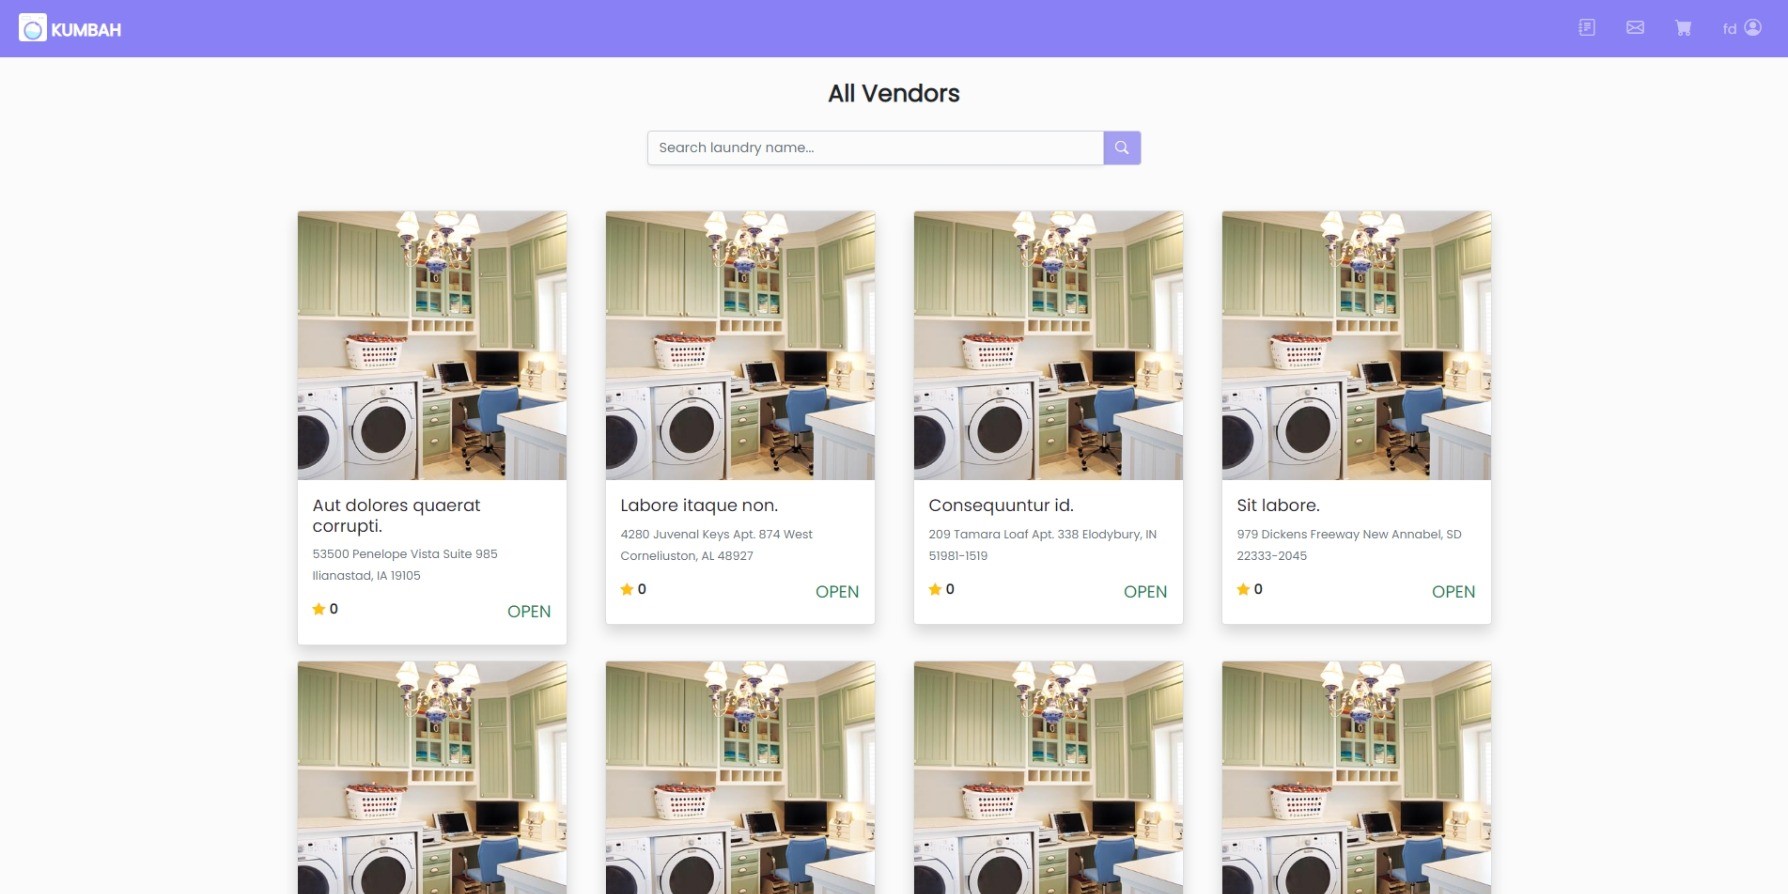 KUMBAH
fd
All Vendors
Search laundry name...
Aut dolores quaerat
corrupti.
53500 Penelope Vista Suite 985
Ilianastad, IA 19105
0
OPEN
Labore itaque non.
4280 Juvenal Keys Apt. 874 West
Corneliuston, AL 48927
0
OPEN
Consequuntur id.
209 Tamara Loaf Apt. 338 Elodybury, IN
51981-1519
0
OPEN
Sit labore.
979 Dickens Freeway New Annabel, SD
22333-2045
0
OPEN